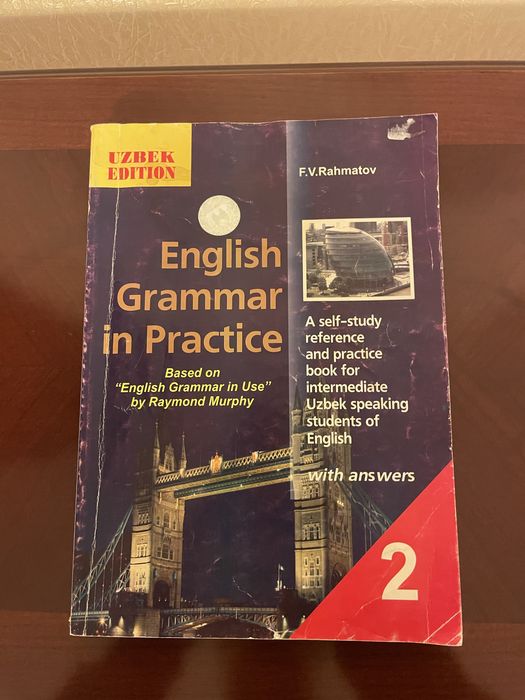 UZBEK
EDITION
F.V.Rahmatov
English
Grammar
in Practice
Based on
"English Grammar in Use"
by Raymond Murphy
A self-study
reference
and practice
book for
intermediate
Uzbek speaking
students of
English
with answers
2